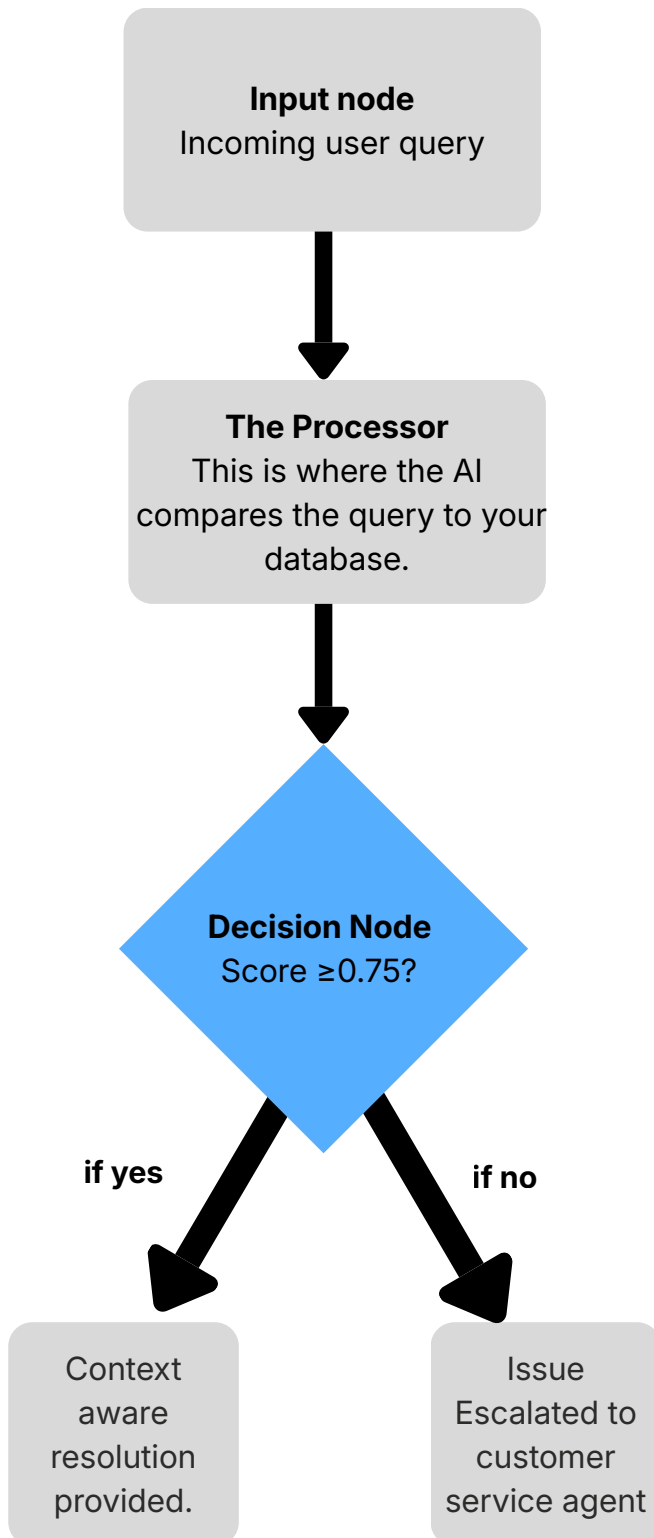 Input node
Incoming user query
The Processor
This is where the AI
compares the query to your
database.
Decision Node
Score ≥0.75?
if yes
if no
Context
aware
resolution
provided.
Issue
Escalated to
customer
service agent